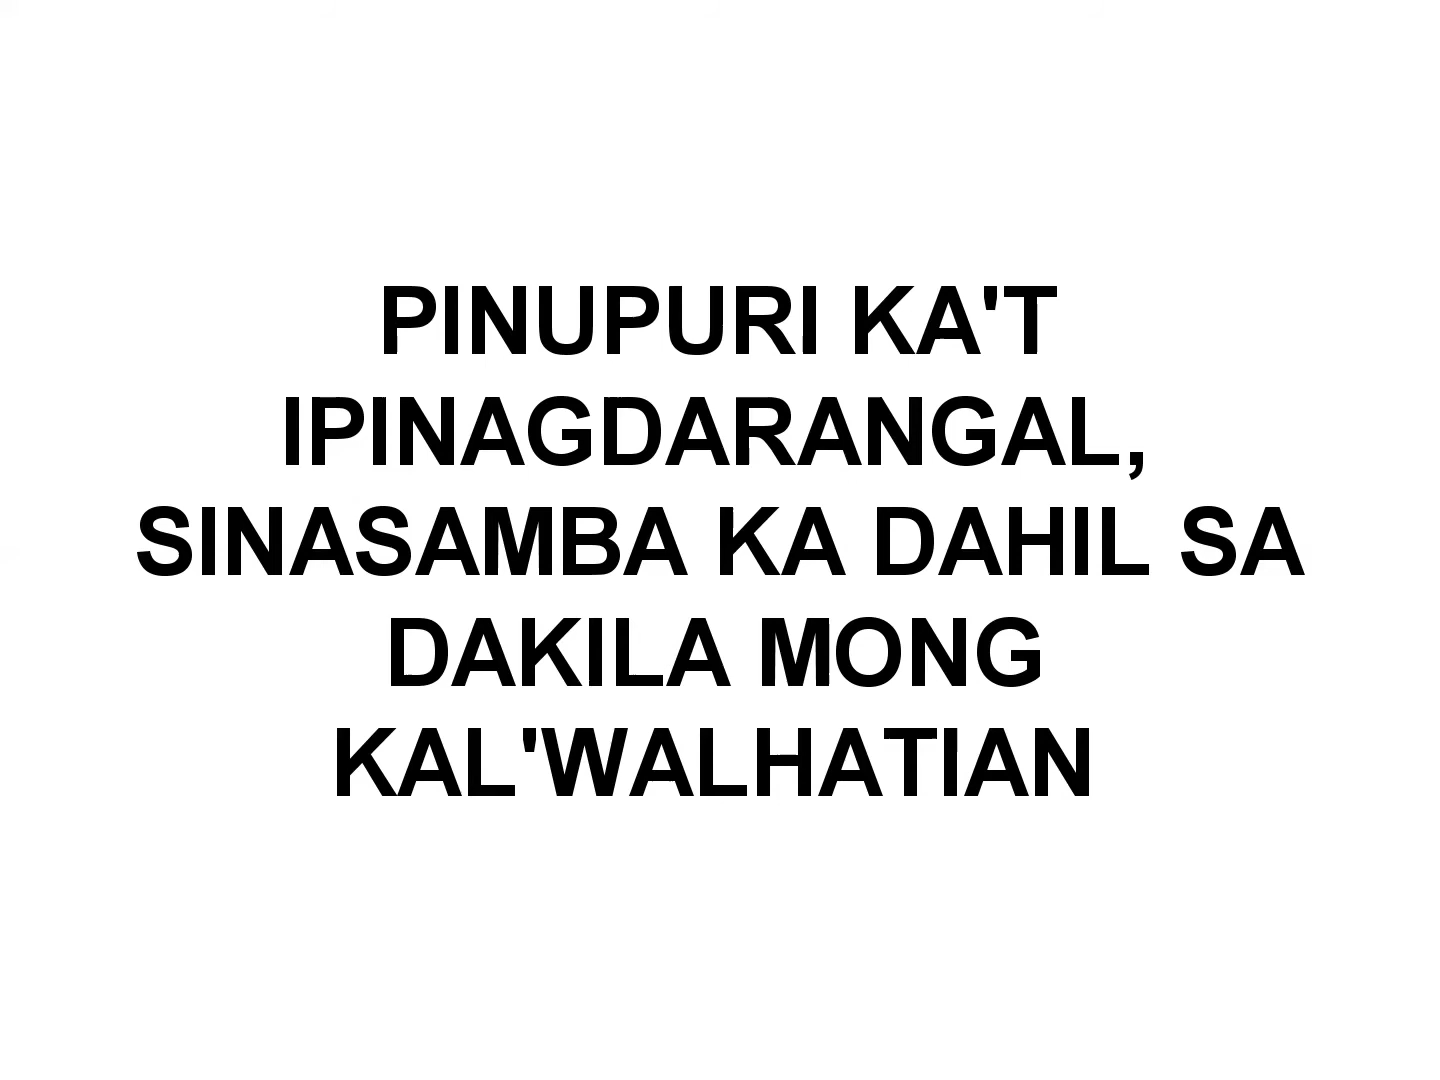 PINUPURI KA'T
IPINAGDARANGAL,
SINASAMBA KA DAHIL SA
DAKILA MONG
KAL'WALHATIAN